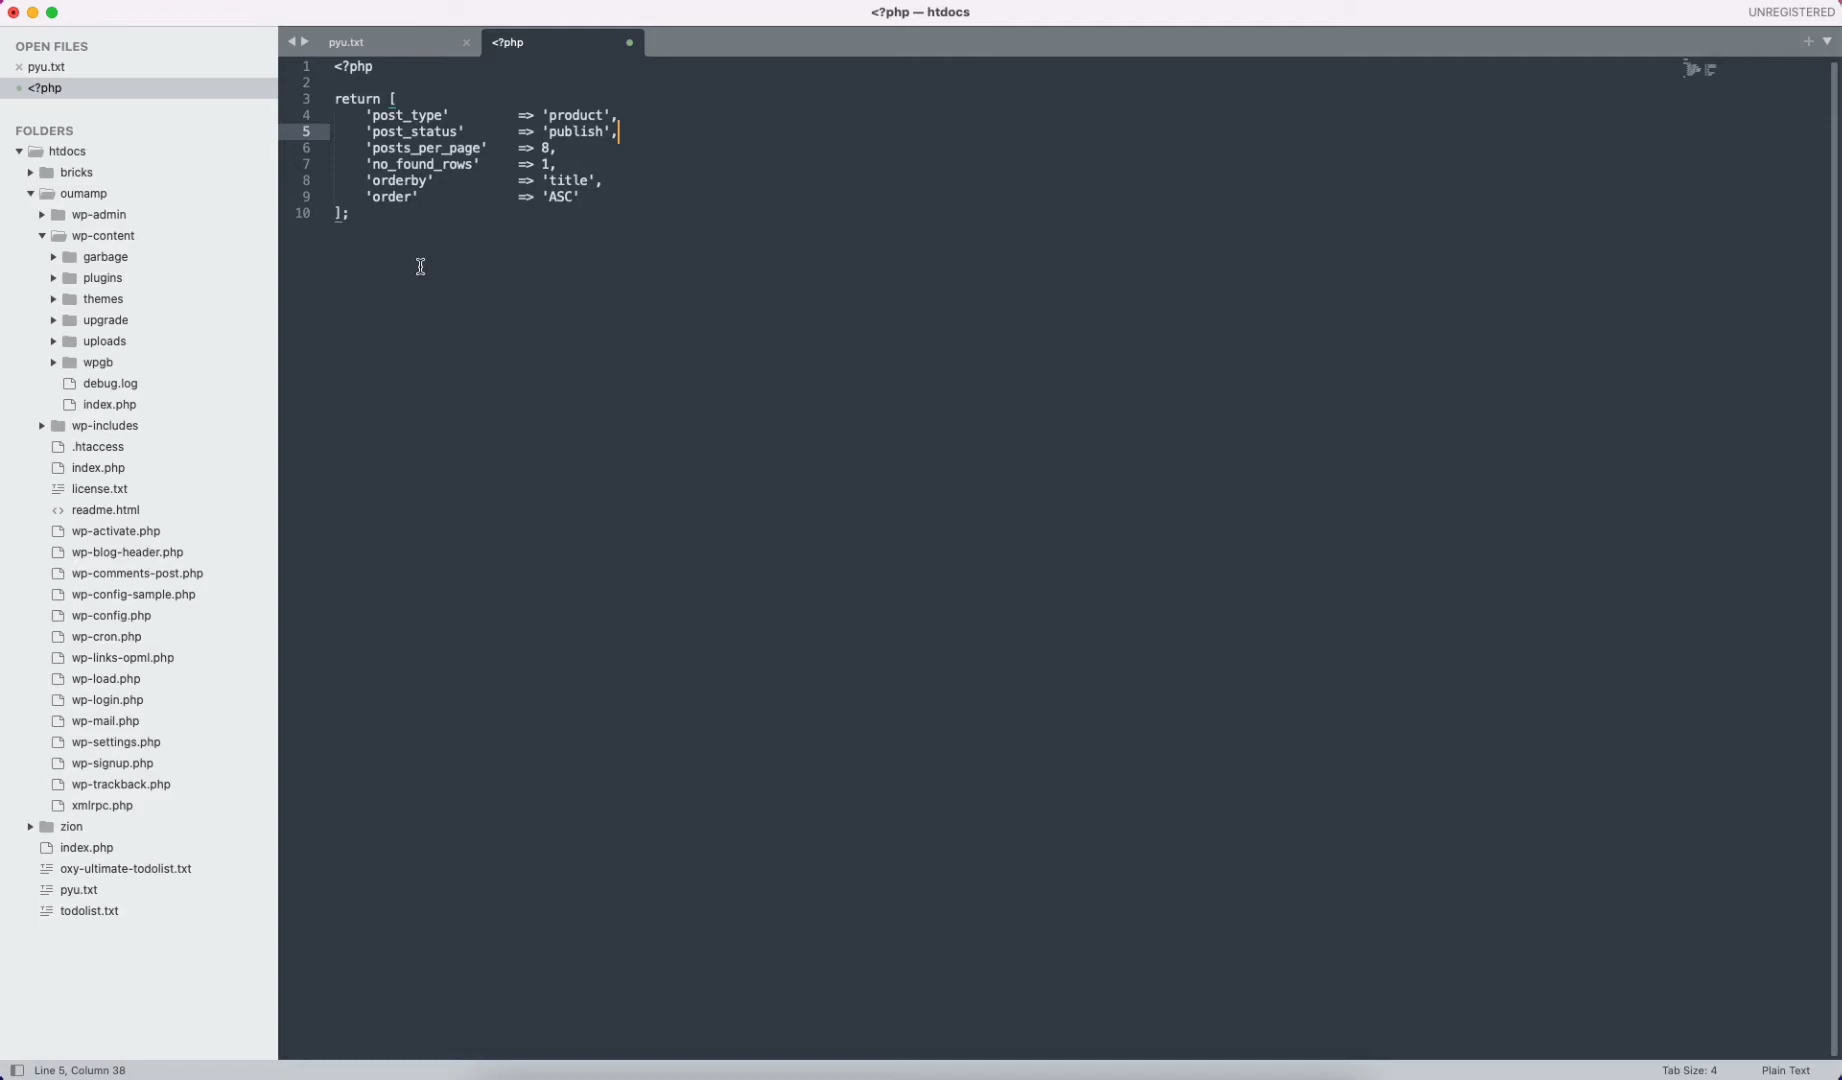 <?php — htdocs
UNREGISTERED
OPEN FILES
pyu.txt
<?php
FOLDERS
htdocs
bricks
oumamp
wp-admin
wp-content
garbage
plugins
themes
upgrade
uploads
wpgb
debug.log
index.php
wp-includes
.htaccess
index.php
license.txt
readme.html
wp-activate.php
wp-blog-header.php
wp-comments-post.php
wp-config-sample.php
wp-config.php
wp-cron.php
wp-links-opml.php
wp-load.php
wp-login.php
wp-mail.php
wp-settings.php
wp-signup.php
wp-trackback.php
xmlrpc.php
zion
index.php
oxy-ultimate-todolist.txt
pyu.txt
todolist.txt
pyu.txt
<?php
1 <?php
2
3 return [
4 'post_type' => 'product',
5 'post_status' => 'publish',
6 'posts_per_page' => 8,
7 'no_found_rows' => 1,
8 'orderby' => 'title',
9 'order' => 'ASC'
10 ];
Line 5, Column 38
Tab Size: 4
Plain Text